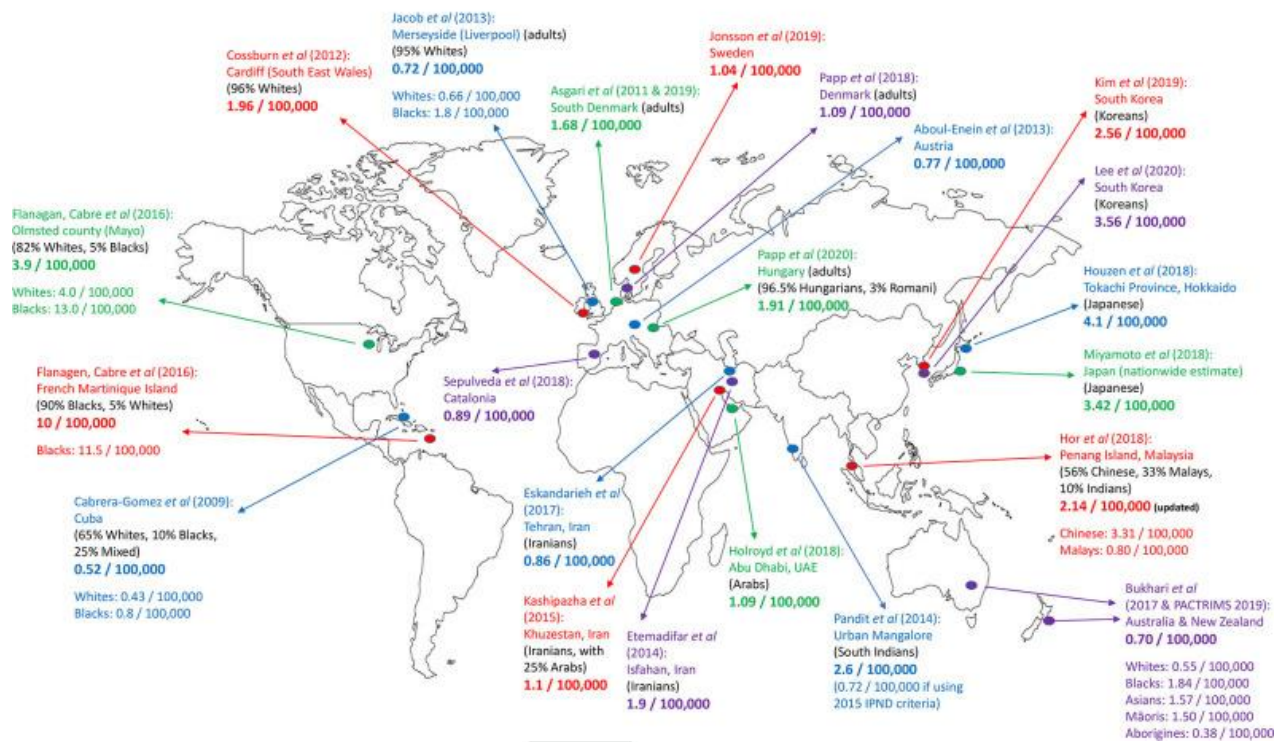 Jacob et al (2013):
Merseyside (Liverpool) (adults)
(95% Whites)
0.72 / 100,000
Whites: 0.66 / 100,000
Blacks: 1.8 / 100,000
Cossburn et al (2012):
Cardiff (South East Wales)
(96% Whites)
1.96 / 100,000
Asgari et al (2011 & 2019):
South Denmark (adults)
1.68 / 100,000
Jonsson et al (2019):
Sweden
1.04 / 100,000
Papp et al (2018):
Denmark (adults)
1.09 / 100,000
Aboul-Enein et al (2013):
Austria
0.77 / 100,000
Kim et al (2019):
South Korea
(Koreans)
2.56 / 100,000
Lee et al (2020):
South Korea
(Koreans)
3.56 / 100,000
Flanagan, Cabre et al (2016):
Olmsted county (Mayo)
(82% Whites, 5% Blacks)
3.9 / 100,000
Whites: 4.0 / 100,000
Blacks: 13.0 / 100,000
Papp et al (2020):
Hungary (adults)
(96.5% Hungarians, 3% Romani)
1.91 / 100,000
Houzen et al (2018):
Tokachi Province, Hokkaido
(Japanese)
4.1 / 100,000
Flanagen, Cabre et al (2016):
French Martinique Island
(90% Blacks, 5% Whites)
10 / 100,000
Blacks: 11.5 / 100,000
Sepulveda et al (2018):
Catalonia
0.89 / 100,000
Miyamoto et al (2018):
Japan (nationwide estimate)
(Japanese)
3.42 / 100,000
Hor et al (2018):
Penang Island, Malaysia
(56% Chinese, 33% Malays,
10% Indians)
2.14 / 100,000 (updated)
Chinese: 3.31 / 100,000
Malays: 0.80 / 100,000
Cabrera-Gomez et al (2009):
Cuba
(65% Whites, 10% Blacks,
25% Mixed)
0.52 / 100,000
Whites: 0.43 / 100,000
Blacks: 0.8 / 100,000
Eskandarieh et al
(2017):
Tehran, Iran
(Iranians)
0.86 / 100,000
Kashipazha et al
(2015):
Khuzestan, Iran
(Iranians, with
25% Arabs)
1.1 / 100,000
Etemadifar et al
(2014):
Isfahan, Iran
(Iranians)
1.9 / 100,000
Holroyd et al (2018):
Abu Dhabi, UAE
(Arabs)
1.09 / 100,000
Pandit et al (2014):
Urban Mangalore
(South Indians)
2.6 / 100,000
(0.72 / 100,000 if using
2015 IPND criteria)
Bukhari et al
(2017 & PACTRIMS 2019):
Australia & New Zealand
0.70 / 100,000
Whites: 0.55 / 100,000
Blacks: 1.84 / 100,000
Asians: 1.57 / 100,000
Māoris: 1.50 / 100,000
Aborigines: 0.38 / 100,000